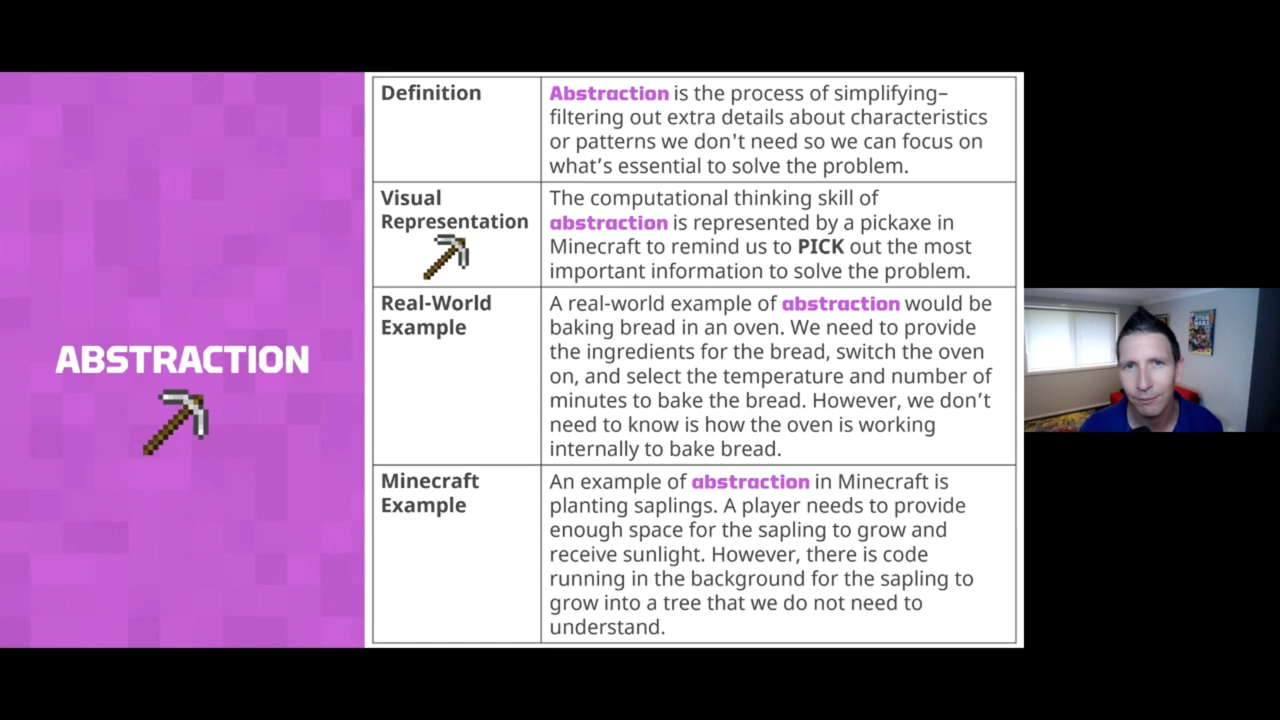 ABSTRACTION
Definition
Abstraction is the process of simplifying–
filtering out extra details about characteristics
or patterns we don't need so we can focus on
what’s essential to solve the problem.
Visual
Representation
The computational thinking skill of
abstraction is represented by a pickaxe in
Minecraft to remind us to PICK out the most
important information to solve the problem.
Real-World
Example
A real-world example of abstraction would be
baking bread in an oven. We need to provide
the ingredients for the bread, switch the oven
on, and select the temperature and number of
minutes to bake the bread. However, we don’t
need to know is how the oven is working
internally to bake bread.
Minecraft
Example
An example of abstraction in Minecraft is
planting saplings. A player needs to provide
enough space for the sapling to grow and
receive sunlight. However, there is code
running in the background for the sapling to
grow into a tree that we do not need to
understand.
STAR
WARS